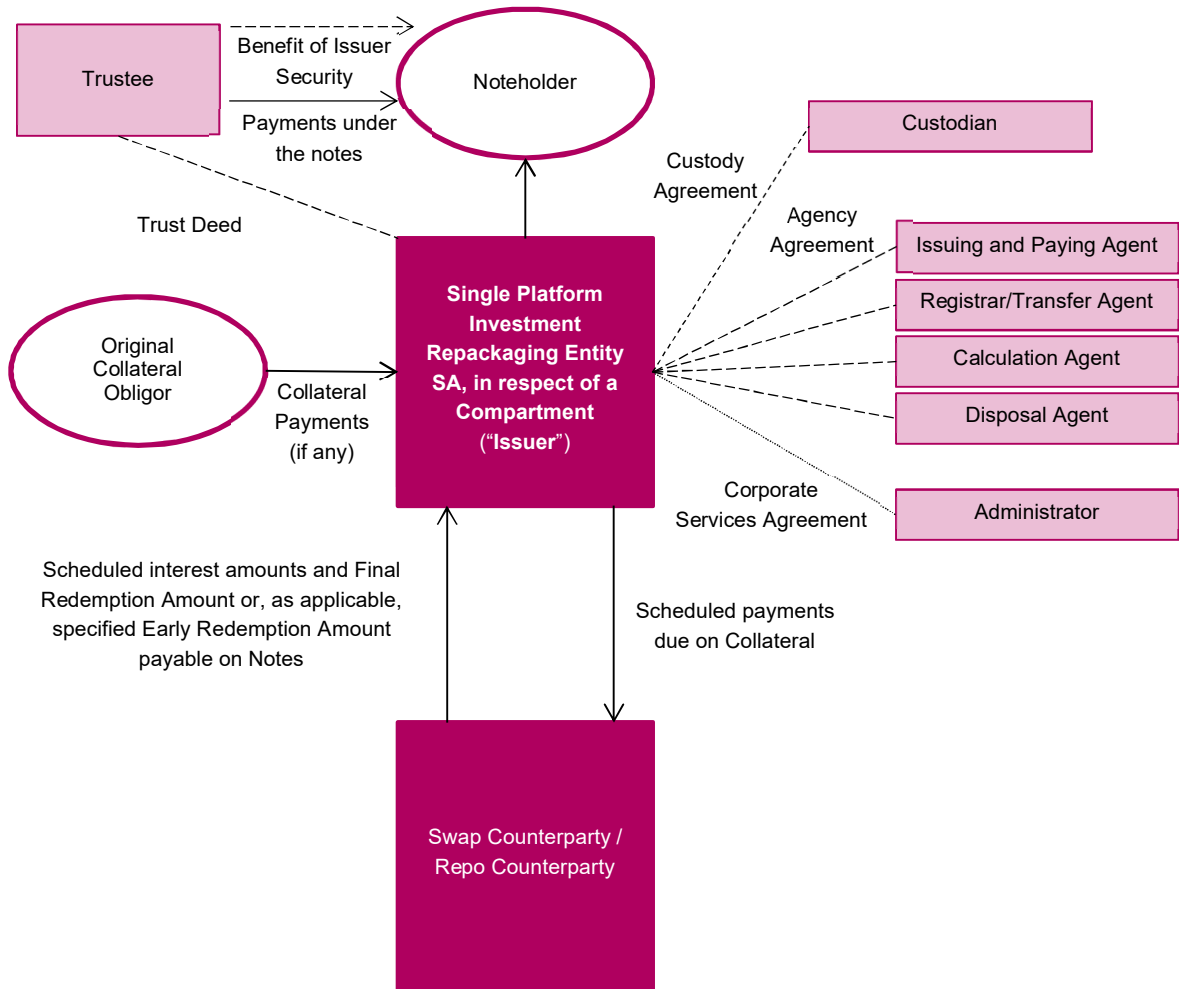 Trustee
Benefit of Issuer
Security
Payments under
the notes
Noteholder
Custodian
Custody
Agreement
Trust Deed
Agency
Agreement
Issuing and Paying Agent
Registrar/Transfer Agent
Calculation Agent
Disposal Agent
Original
Collateral
Obligor
Collateral
Payments
(if any)
Single Platform
Investment
Repackaging Entity
SA, in respect of a
Compartment
(“Issuer”)
Corporate
Services Agreement
Administrator
Scheduled interest amounts and Final
Redemption Amount or, as applicable,
specified Early Redemption Amount
payable on Notes
Scheduled payments
due on Collateral
Swap Counterparty /
Repo Counterparty